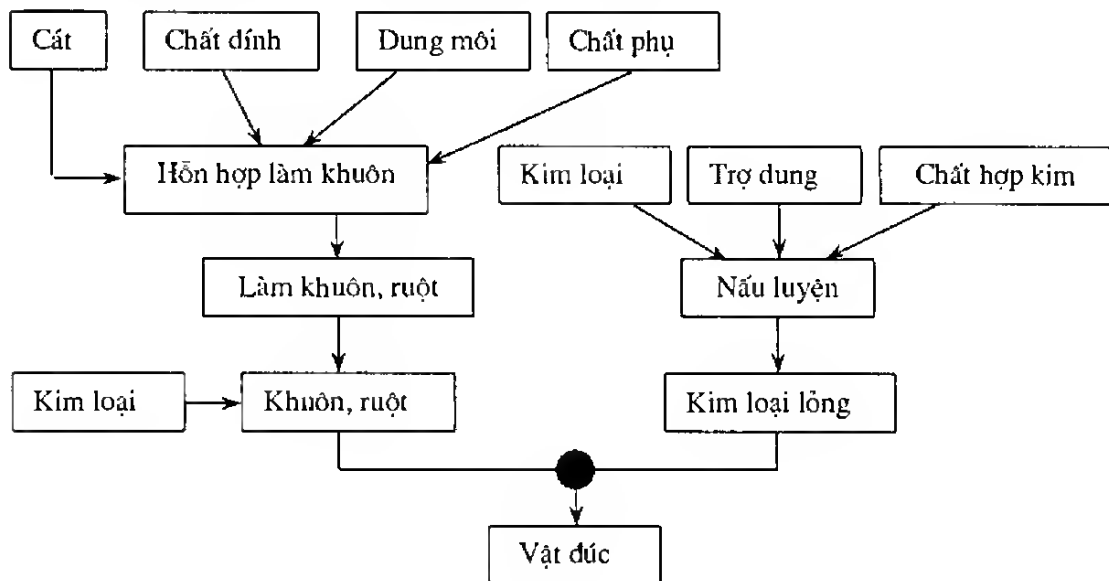 Cát
Chất dính
Dung môi
Chất phụ
Hỗn hợp làm khuôn
Kim loại
Trợ dung
Chất hợp kim
Làm khuôn, ruột
Nấu luyện
Kim loại
Khuôn, ruột
Kim loại lỏng
Vật đúc